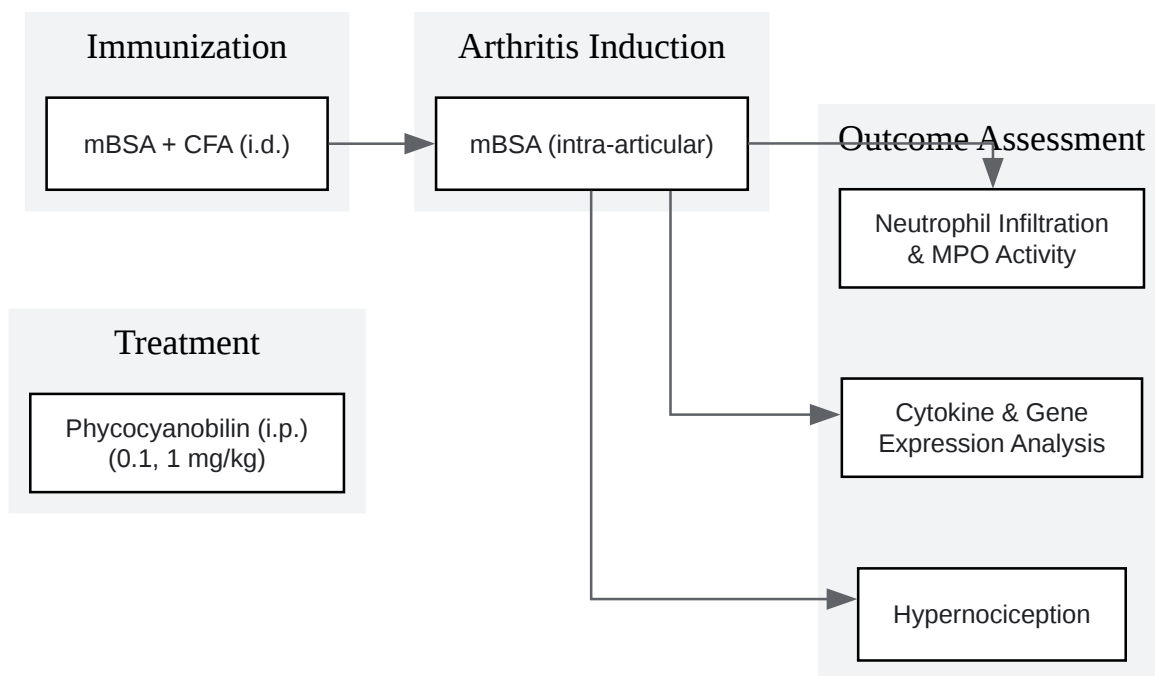 Immunization
mBSA + CFA (i.d.)
Arthritis Induction
mBSA (intra-articular)
Outcome Assessment
Neutrophil Infiltration
& MPO Activity
Cytokine & Gene
Expression Analysis
Hypernociception
Treatment
Phycocyanobilin (i.p.)
(0.1, 1 mg/kg)